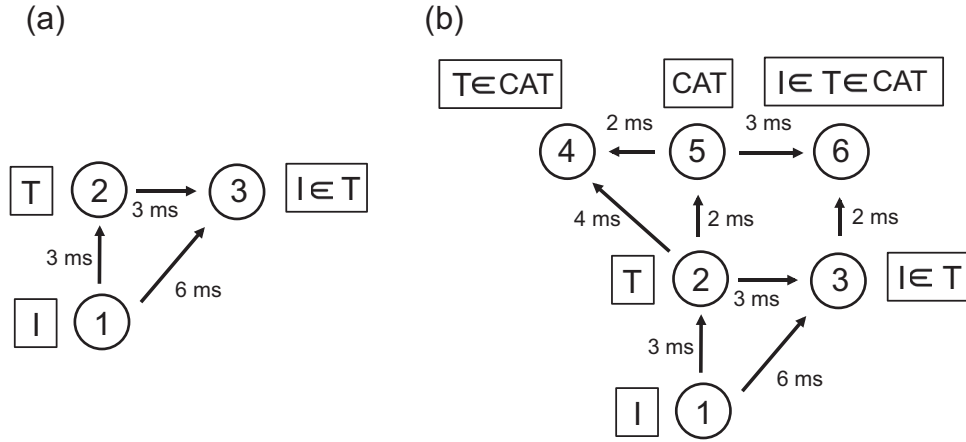 (a)
T
2
3
I ∈ T
3 ms
3 ms
6 ms
I
1
(b)
T ∈ CAT
CAT
I ∈ T ∈ CAT
2 ms
3 ms
4
5
6
4 ms
2 ms
2 ms
T
2
3
I ∈ T
3 ms
3 ms
6 ms
I
1